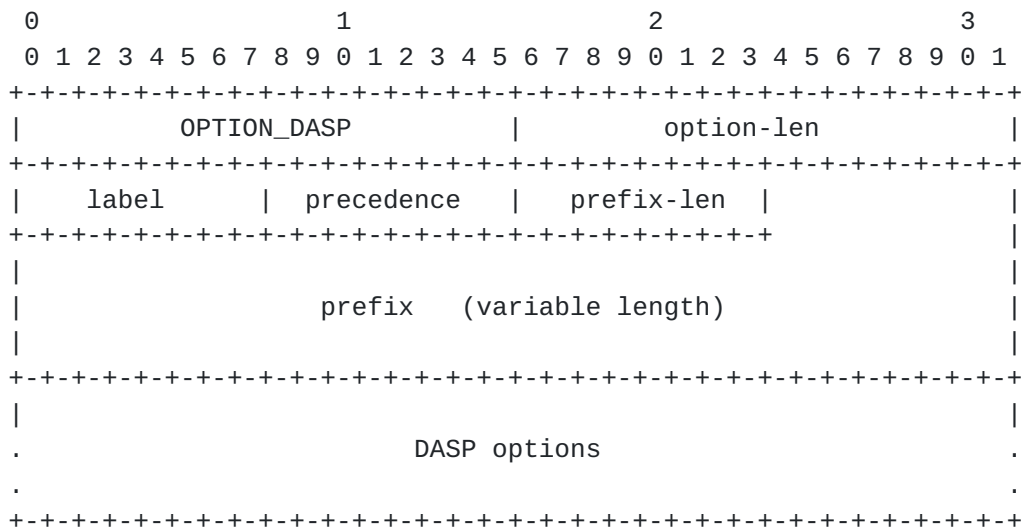 0                   1                   2                   3
 0 1 2 3 4 5 6 7 8 9 0 1 2 3 4 5 6 7 8 9 0 1 2 3 4 5 6 7 8 9 0 1
+-+-+-+-+-+-+-+-+-+-+-+-+-+-+-+-+-+-+-+-+-+-+-+-+-+-+-+-+-+-+-+-+
|          OPTION_DASP          |         option-len            |
+-+-+-+-+-+-+-+-+-+-+-+-+-+-+-+-+-+-+-+-+-+-+-+-+-+-+-+-+-+-+-+-+
|    label      |  precedence   |   prefix-len  |               |
+-+-+-+-+-+-+-+-+-+-+-+-+-+-+-+-+-+-+-+-+-+-+-+-+               |
|                                                               |
|                   prefix   (variable length)                  |
|                                                               |
+-+-+-+-+-+-+-+-+-+-+-+-+-+-+-+-+-+-+-+-+-+-+-+-+-+-+-+-+-+-+-+-+
|                                                               |
.                         DASP options                          .
.                                                               .
+-+-+-+-+-+-+-+-+-+-+-+-+-+-+-+-+-+-+-+-+-+-+-+-+-+-+-+-+-+-+-+-+